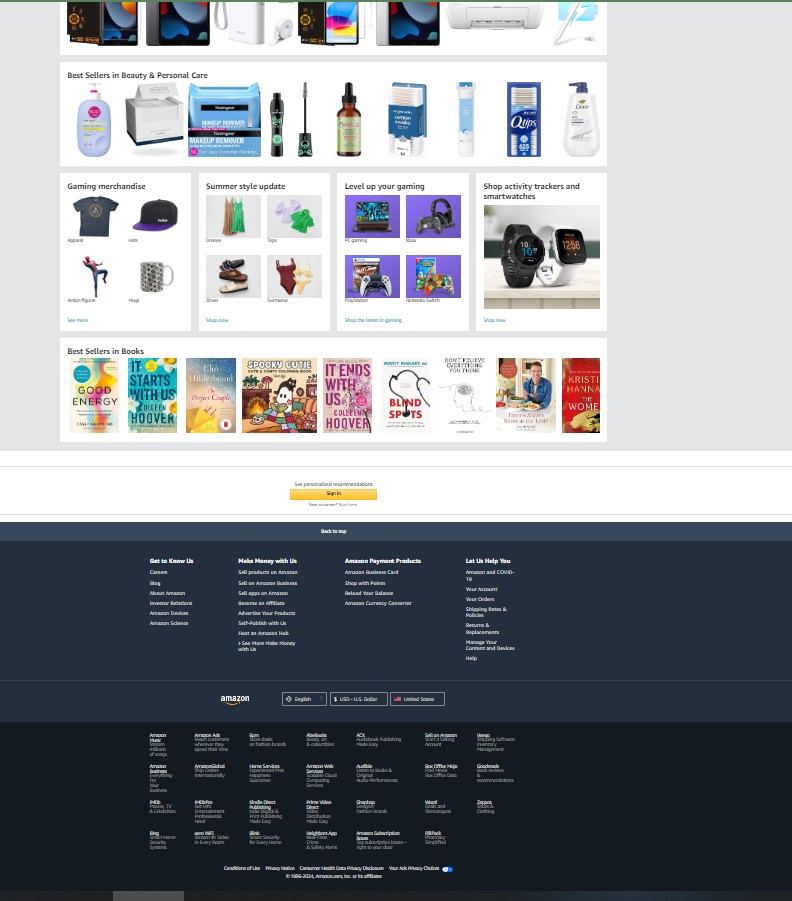 Best Sellers in Beauty & Personal Care
Neutrogena
MAKEUP REMOVER
Neutrogena
MAKEUP REMOVER
cotton swabs
Qtips
625
Dove
Gaming merchandise
Apparel
Hats
Action figures
Mugs
See more
Summer style update
Dresses
Tops
Shoes
Swimwear
Shop now
Level up your gaming
PC gaming
Xbox
PlayStation
Nintendo Switch
Shop the latest in gaming
Shop activity trackers and
smartwatches
10:
12:58
Shop now
Best Sellers in Books
GOOD
ENERGY
IT
STARTS
WITH US
COLLEEN
HOOVER
Elin
Hilderbrand
The
Perfect Couple
SPOOKY CUTIE
IT ENDS
WITH
US
COLLEEN
HOOVER
MARTY MAKARY, MD
BLIND
SPOTS
DON'T BELIEVE
EVERYTHING
YOU THINK
KRISTIN
HANNAH
THE
WOMEN
See personalized recommendations
Sign in
New customer? Start here.
Back to top
Get to Know Us
Careers
Blog
About Amazon
Investor Relations
Amazon Devices
Amazon Science
Make Money with Us
Sell products on Amazon
Sell on Amazon Business
Sell apps on Amazon
Become an Affiliate
Advertise Your Products
Self-Publish with Us
Host an Amazon Hub
› See More Make Money
with Us
Amazon Payment Products
Amazon Business Card
Shop with Points
Reload Your Balance
Amazon Currency Converter
Let Us Help You
Amazon and COVID-
19
Your Account
Your Orders
Shipping Rates &
Policies
Returns &
Replacements
Manage Your
Content and Devices
Help
amazon
English
$ USD - U.S. Dollar
United States
Amazon
Music
Stream
millions
of songs
Amazon Ads
Reach customers
wherever they
spend their time
6pm
Score deals
on fashion brands
AbeBooks
Books, art
& collectibles
ACX
Audiobook Publishing
Made Easy
Sell on Amazon
Start a Selling
Account
Veeqo
Shipping Software
Inventory
Management
Amazon
Business
Everything
For
Your
Business
AmazonGlobal
Ship Orders
Internationally
Home Services
Experienced Pros
Happiness
Guarantee
Amazon Web
Services
Scalable Cloud
Computing
Services
Audible
Listen to Books &
Original
Audio Performances
Box Office Mojo
Find Movie
Box Office Data
Goodreads
Book reviews
&
recommendations
IMDb
Movies, TV
& Celebrities
IMDbPro
Get Info
Entertainment
Professionals
Need
Kindle Direct
Publishing
Indie Digital &
Print Publishing
Made Easy
Prime Video
Direct
Video
Distribution
Made Easy
Shopbop
Designer
Fashion Brands
Woot!
Deals and
Shenanigans
Zappos
Shoes &
Clothing
Ring
Smart Home
Security
Systems
eero WiFi
Stream 4K Video
in Every Room
Blink
Smart Security
for Every Home
Neighbors App
Real-Time
Crime
& Safety Alerts
Amazon Subscription
Boxes
Top subscription boxes –
right to your door
PillPack
Pharmacy
Simplified
Conditions of Use
Privacy Notice
Consumer Health Data Privacy Disclosure
Your Ads Privacy Choices
© 1996-2024, Amazon.com, Inc. or its affiliates